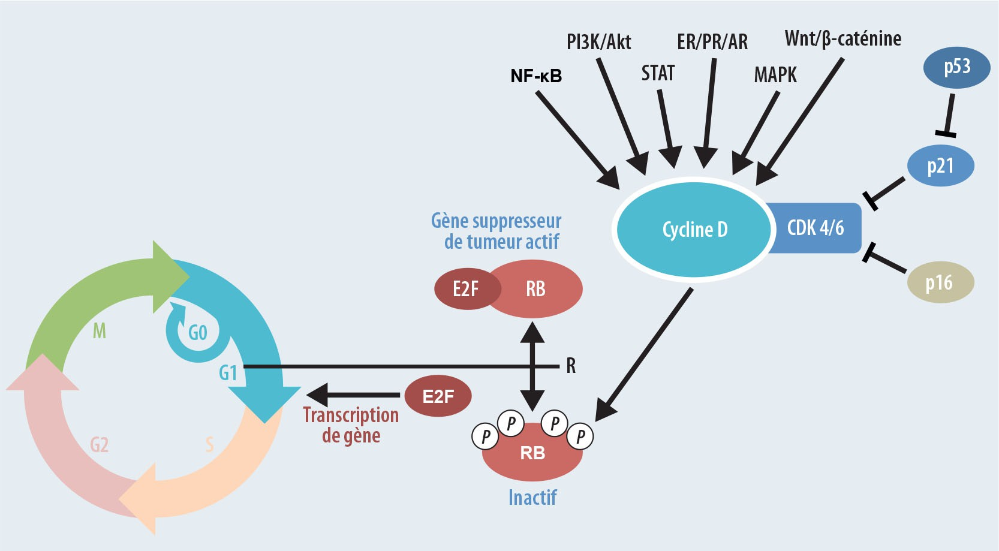 PI3K/Akt
ER/PR/AR
Wnt/β-caténine
NF-κB
STAT
MAPK
p53
p21
Cycline D
CDK 4/6
p16
Gène suppresseur
de tumeur actif
E2F
RB
M
G0
G1
R
E2F
Transcription
de gène
G2
S
P
P
P
P
RB
Inactif